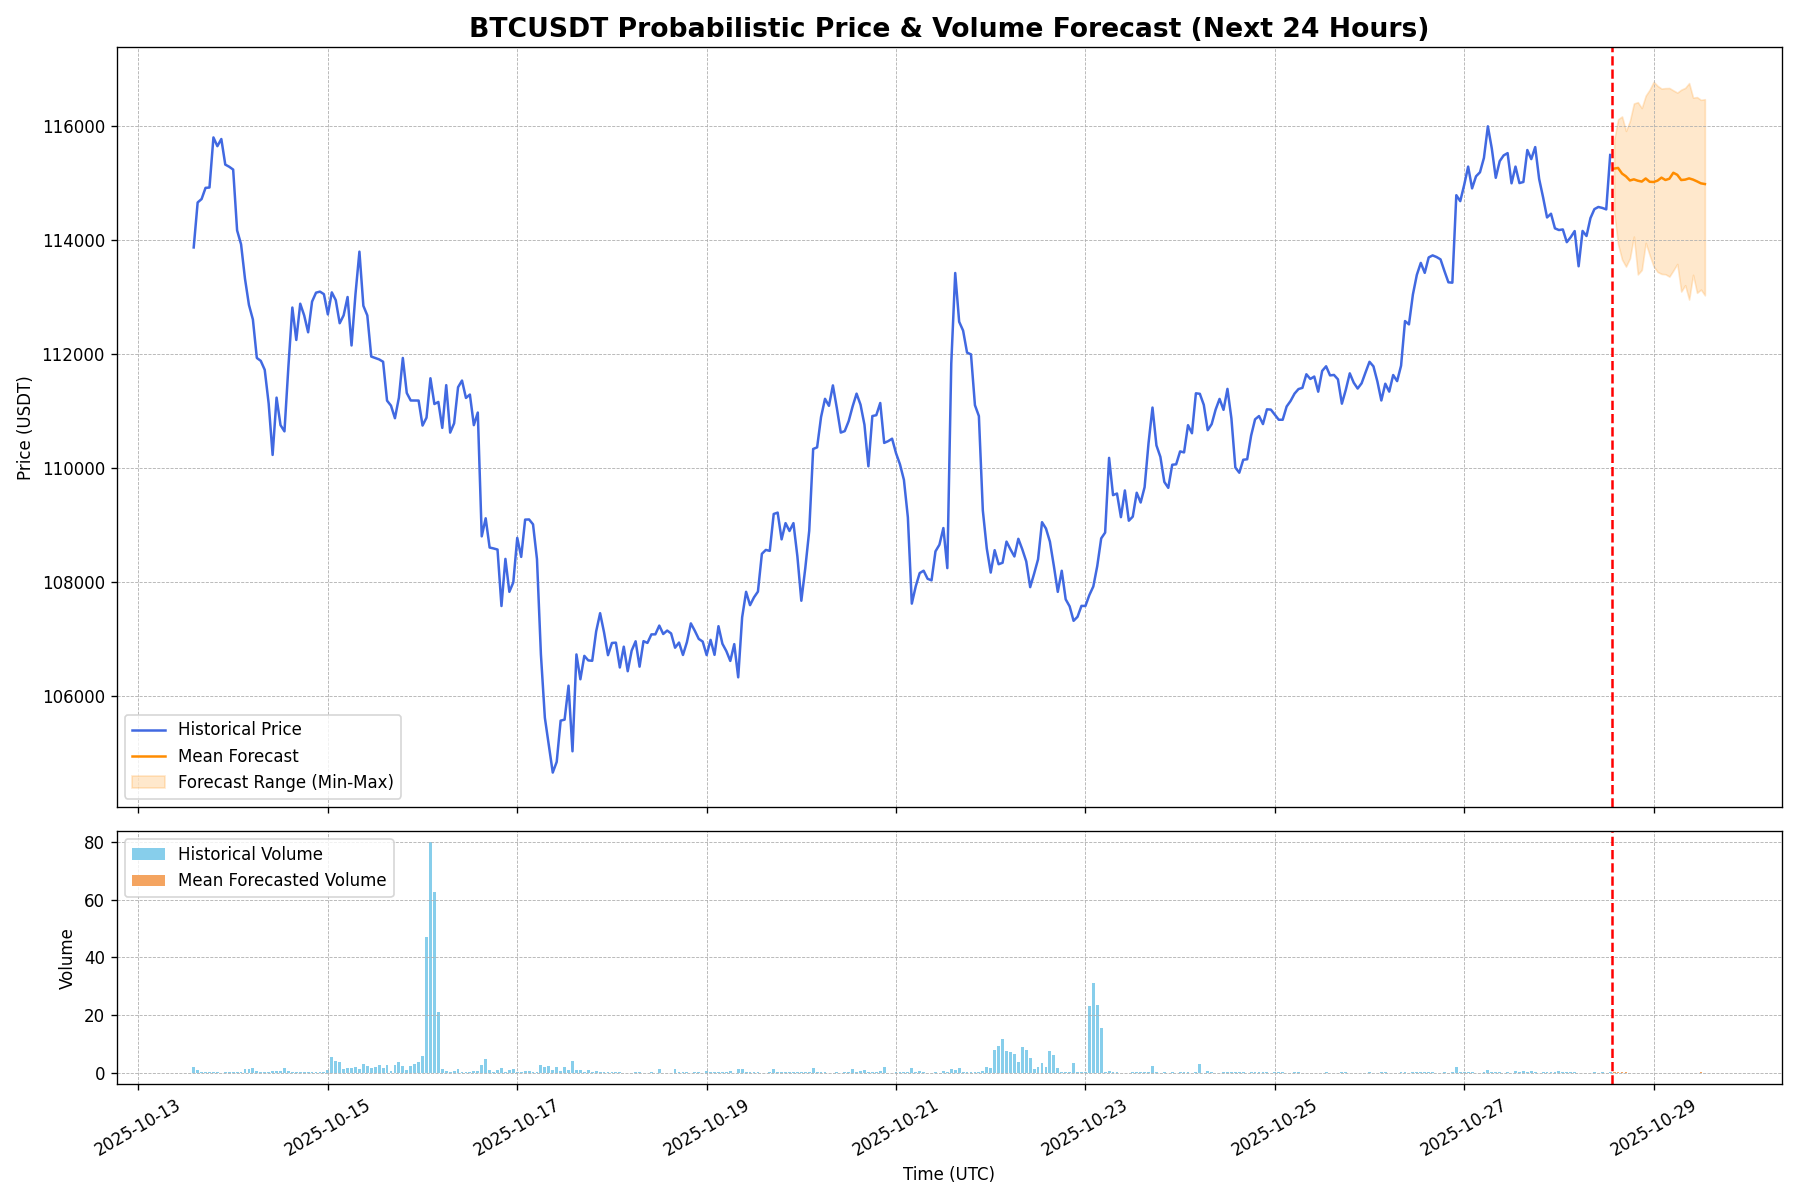 BTCUSDT Probabilistic Price & Volume Forecast (Next 24 Hours)
Price (USDT)
116000
114000
112000
110000
108000
106000
Historical Price
Mean Forecast
Forecast Range (Min-Max)
Volume
80
60
40
20
0
Historical Volume
Mean Forecasted Volume
2025-10-13
2025-10-15
2025-10-17
2025-10-19
2025-10-21
2025-10-23
2025-10-25
2025-10-27
2025-10-29
Time (UTC)